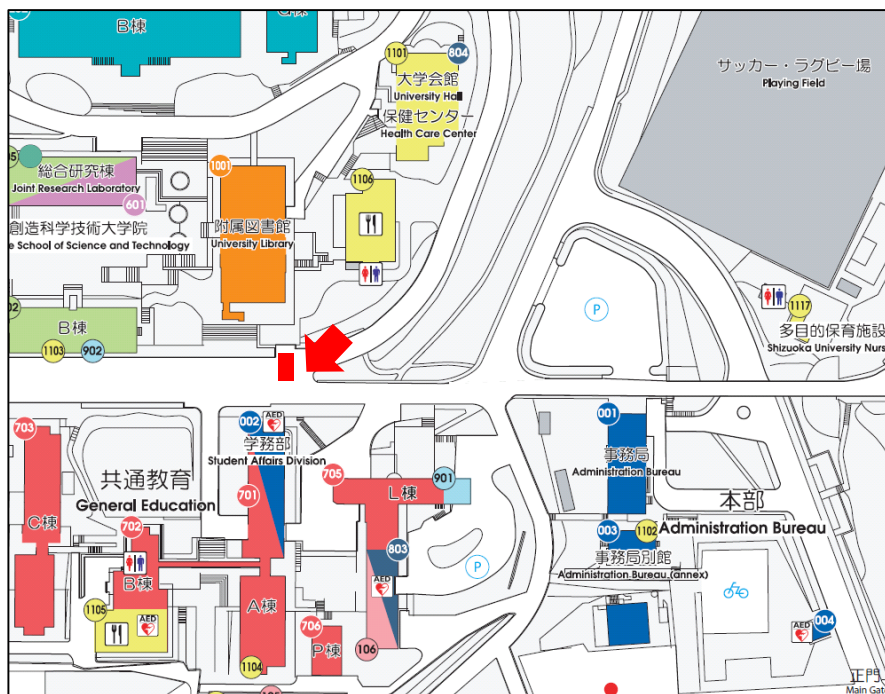 B棟
1101
804
大学会館
University Hall
保健センター
Health Care Center
サッカー・ラグビー場
Playing Field
総合研究棟
Joint Research Laboratory
601
1001
1106
附属図書館
University Library
創造科学技術大学院
e School of Science and Technology
B棟
1103
902
P
1117
多目的保育施設
Shizuoka University Nurs
703
002
AED
学務部
Student Affairs Division
001
事務局
Administration Bureau
共通教育
General Education
701
705
L棟
901
本部
Administration Bureau
C棟
702
B棟
803
AED
003
1102
事務局別館
Administration Bureau (annex)
P
1105
AED
A棟
706
P棟
106
1104
AED
004
正門
Main Gat